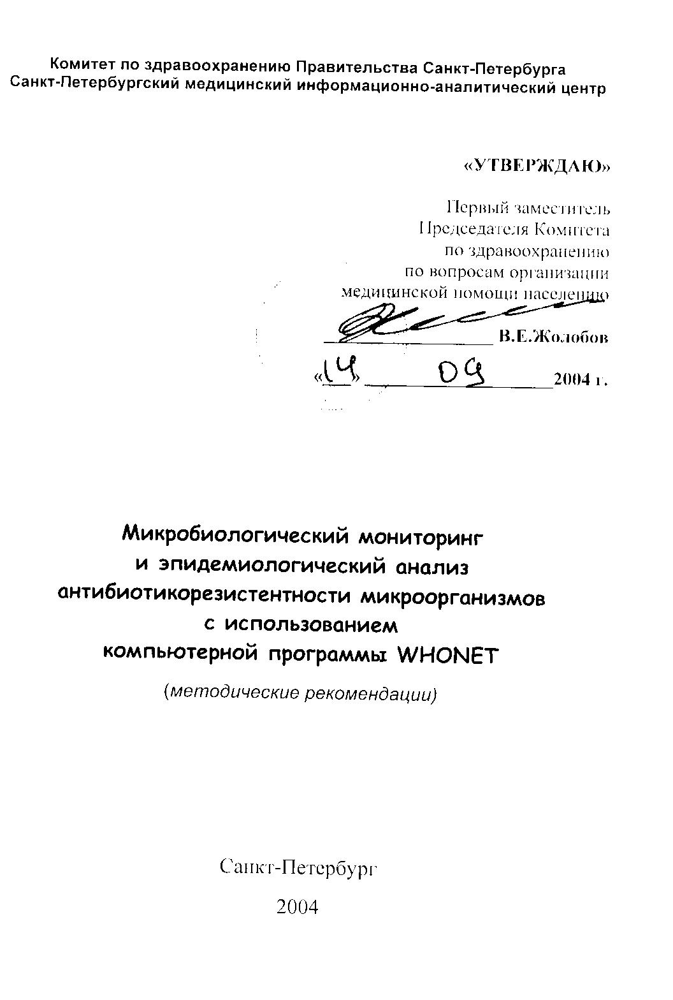 Комитет по здравоохранению Правительства Санкт-Петербурга
Санкт-Петербургский медицинский информационно-аналитический центр
«УТВЕРЖДАЮ»
Первый заместитель
Председателя Комитета
по здравоохранению
по вопросам организации
медицинской помощи населению
В.Е.Жолобов
«14» 09 2004 г.
Микробиологический мониторинг
и эпидемиологический анализ
антибиотикорезистентности микроорганизмов
с использованием
компьютерной программы WHONET
(методические рекомендации)
Санкт-Петербург
2004